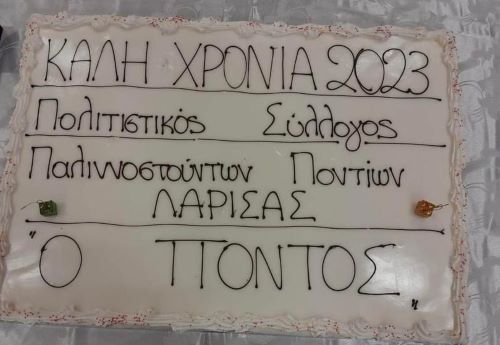 ΚΑΛΗ ΧΡΟΝΙΑ 2023
Πολιτιστικός Σύλλογος
Παλιννοστούντων Ποντίων
ΛΑΡΙΣΑΣ
"Ο ΠΟΝΤΟΣ"